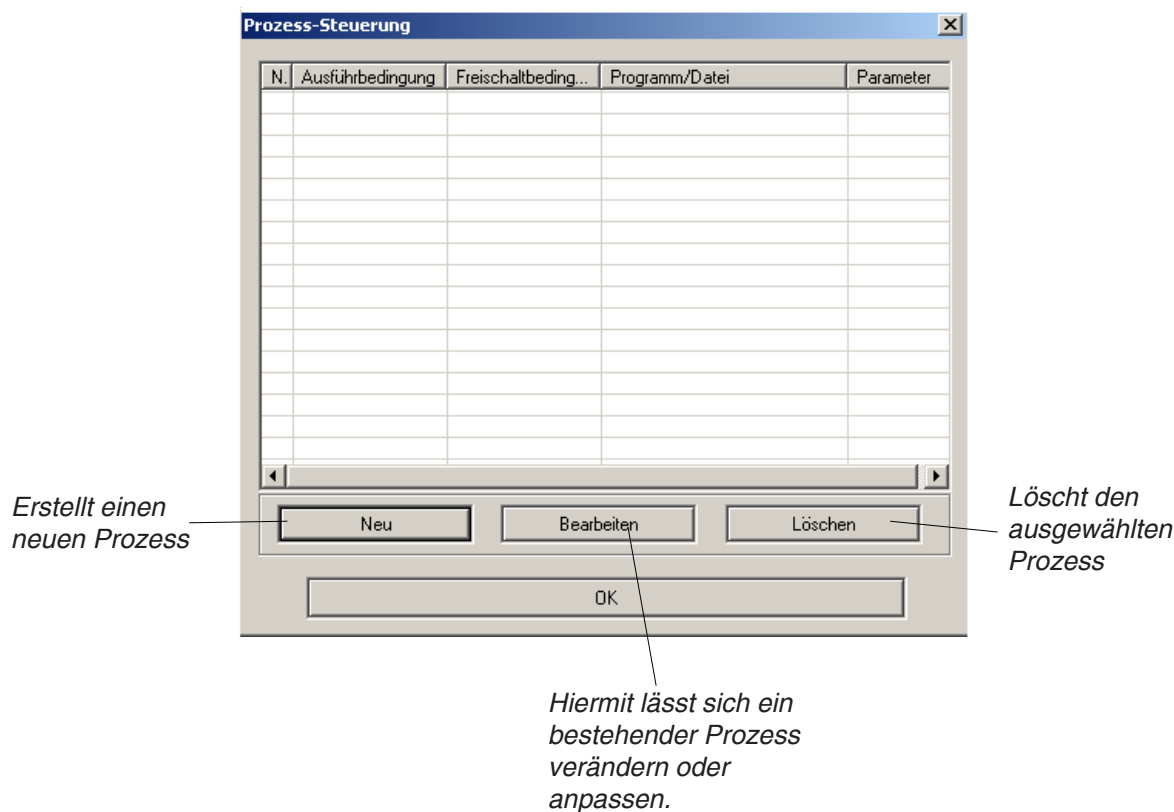 Prozess-Steuerung
N. Ausführbedingung Freischaltbeding... Programm/Datei Parameter
Erstellt einen
neuen Prozess
Neu Bearbeiten Löschen
Löscht den
ausgewählten
Prozess
OK
Hiermit lässt sich ein
bestehender Prozess
verändern oder
anpassen.